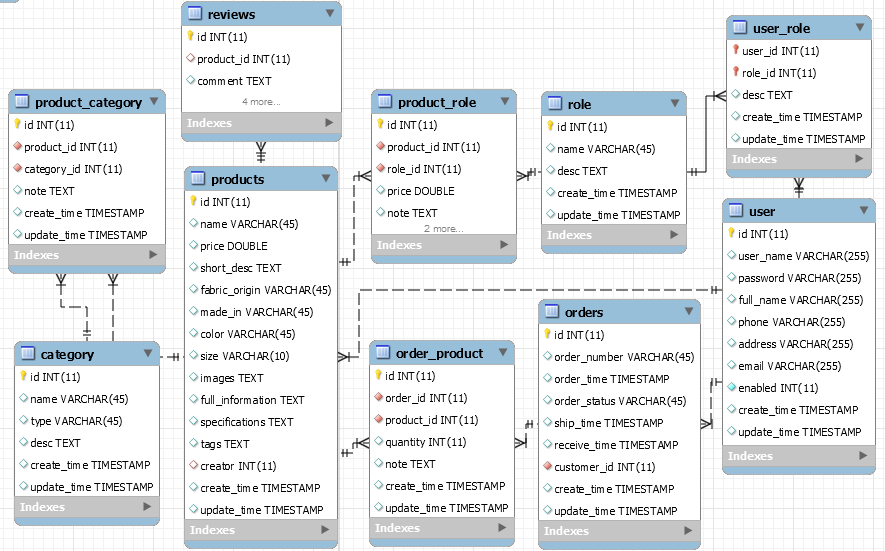 reviews
id INT(11)
product_id INT(11)
comment TEXT
4 more...
Indexes
user_role
user_id INT(11)
role_id INT(11)
desc TEXT
create_time TIMESTAMP
update_time TIMESTAMP
Indexes
product_category
id INT(11)
product_id INT(11)
category_id INT(11)
note TEXT
create_time TIMESTAMP
update_time TIMESTAMP
Indexes
product_role
id INT(11)
product_id INT(11)
role_id INT(11)
price DOUBLE
note TEXT
2 more...
Indexes
role
id INT(11)
name VARCHAR(45)
desc TEXT
create_time TIMESTAMP
update_time TIMESTAMP
Indexes
products
id INT(11)
name VARCHAR(45)
price DOUBLE
short_desc TEXT
fabric_origin VARCHAR(45)
made_in VARCHAR(45)
color VARCHAR(45)
size VARCHAR(10)
images TEXT
full_information TEXT
specifications TEXT
tags TEXT
creator INT(11)
create_time TIMESTAMP
update_time TIMESTAMP
Indexes
user
id INT(11)
user_name VARCHAR(255)
password VARCHAR(255)
full_name VARCHAR(255)
phone VARCHAR(255)
address VARCHAR(255)
email VARCHAR(255)
enabled INT(11)
create_time TIMESTAMP
update_time TIMESTAMP
Indexes
category
id INT(11)
name VARCHAR(45)
type VARCHAR(45)
desc TEXT
create_time TIMESTAMP
update_time TIMESTAMP
Indexes
order_product
id INT(11)
order_id INT(11)
product_id INT(11)
quantity INT(11)
note TEXT
create_time TIMESTAMP
update_time TIMESTAMP
Indexes
orders
id INT(11)
order_number VARCHAR(45)
order_time TIMESTAMP
order_status VARCHAR(45)
ship_time TIMESTAMP
receive_time TIMESTAMP
customer_id INT(11)
create_time TIMESTAMP
update_time TIMESTAMP
Indexes